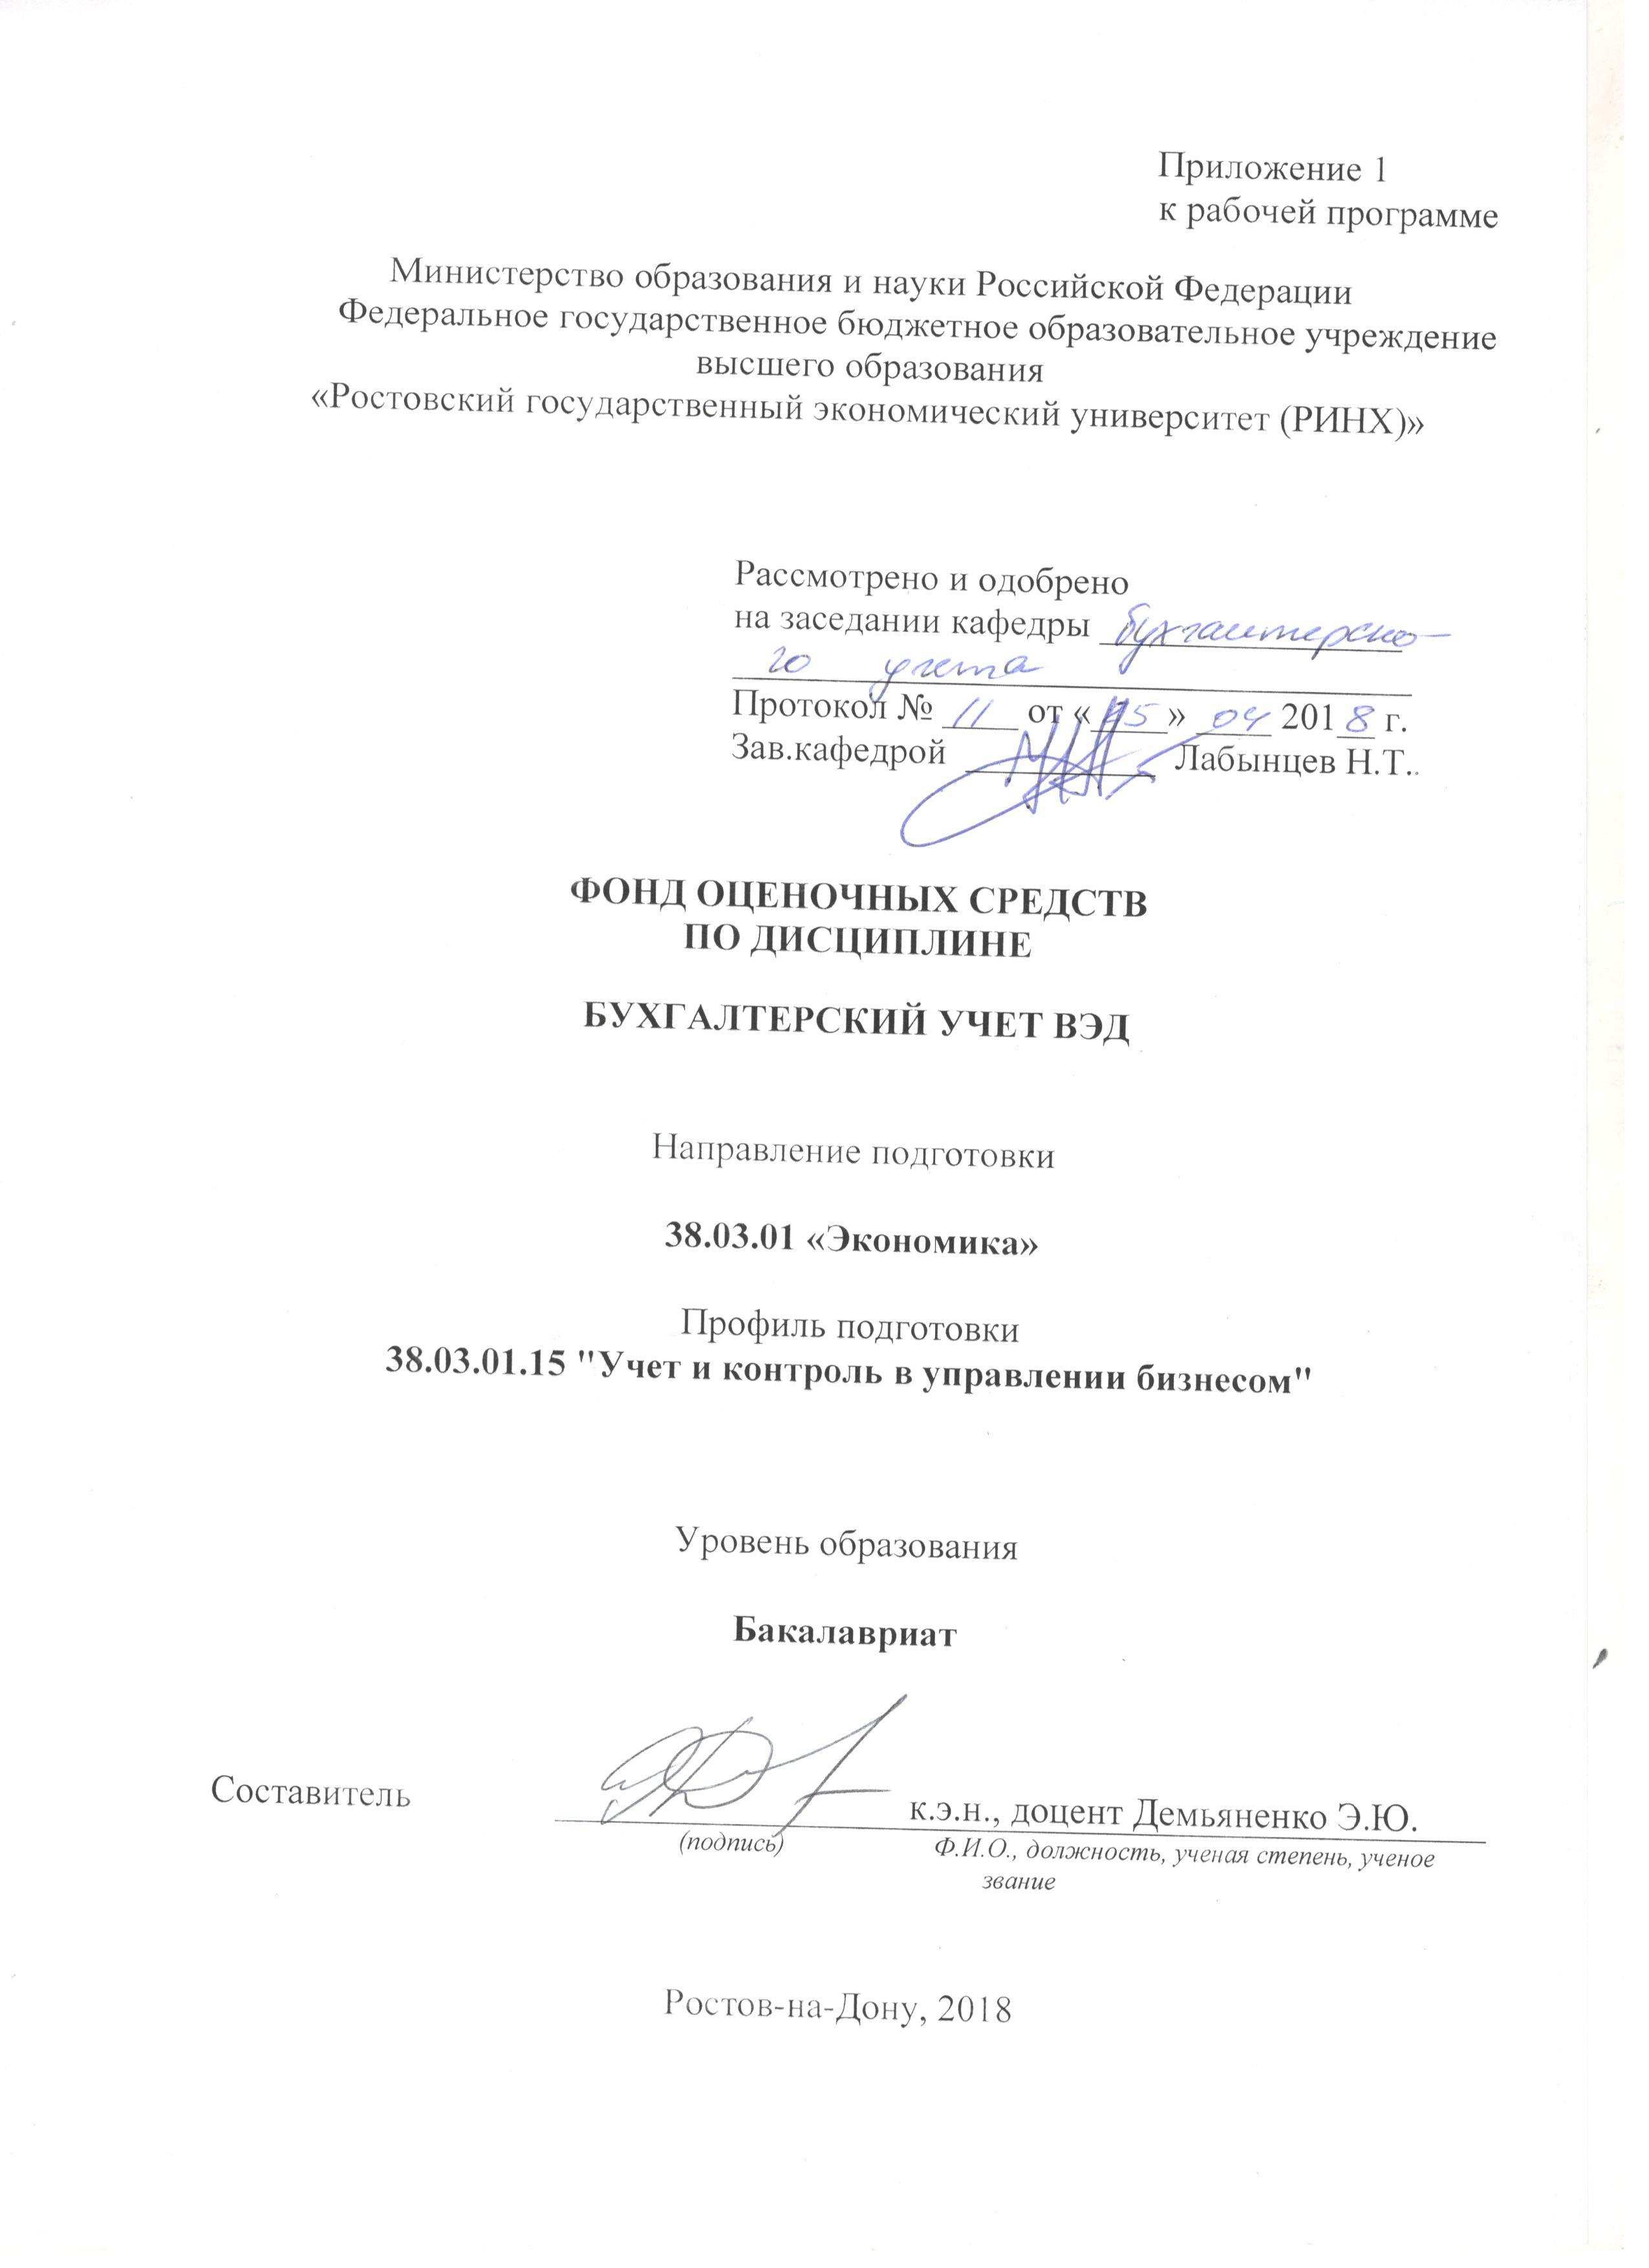 Приложение 1
к рабочей программе
Министерство образования и науки Российской Федерации
Федеральное государственное бюджетное образовательное учреждение
высшего образования
«Ростовский государственный экономический университет (РИНХ)»
Рассмотрено и одобрено
на заседании кафедры бухгалтерско-
го учета
Протокол № 11 от « » 04 2018 г.
Зав.кафедрой Лабынцев Н.Т..
ФОНД ОЦЕНОЧНЫХ СРЕДСТВ
ПО ДИСЦИПЛИНЕ
БУХГАЛТЕРСКИЙ УЧЕТ ВЭД
Направление подготовки
38.03.01 «Экономика»
Профиль подготовки
38.03.01.15 "Учет и контроль в управлении бизнесом"
Уровень образования
Бакалавриат
Составитель к.э.н., доцент Демьяненко Э.Ю.
(подпись) Ф.И.О., должность, ученая степень, ученое
звание
Ростов-на-Дону, 2018